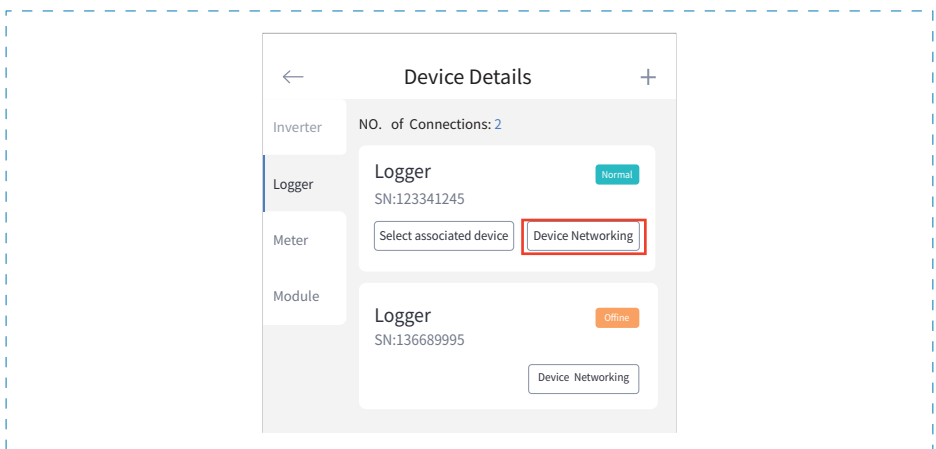 Device Details
Inverter
NO. of Connections: 2
Logger
Logger
Normal
SN:123341245
Select associated device
Device Networking
Meter
Module
Logger
Offine
SN:136689995
Device Networking